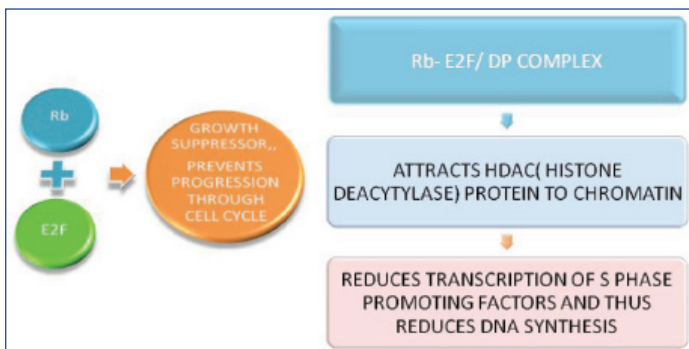 Rb
E2F
GROWTH
SUPPRESSOR,,
PREVENTS
PROGRESSION
THROUGH
CELL CYCLE
Rb- E2F/ DP COMPLEX
ATTRACTS HDAC( HISTONE
DEACYTYLASE) PROTEIN TO CHROMATIN
REDUCES TRANSCRIPTION OF S PHASE
PROMOTING FACTORS AND THUS
REDUCES DNA SYNTHESIS